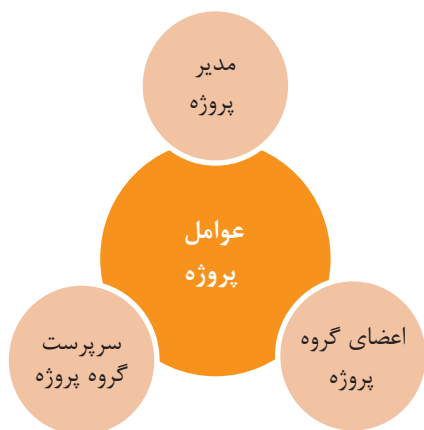 مدیر
پروژه
عوامل
پروژه
اعضای گروه
پروژه
سرپرست
گروه پروژه